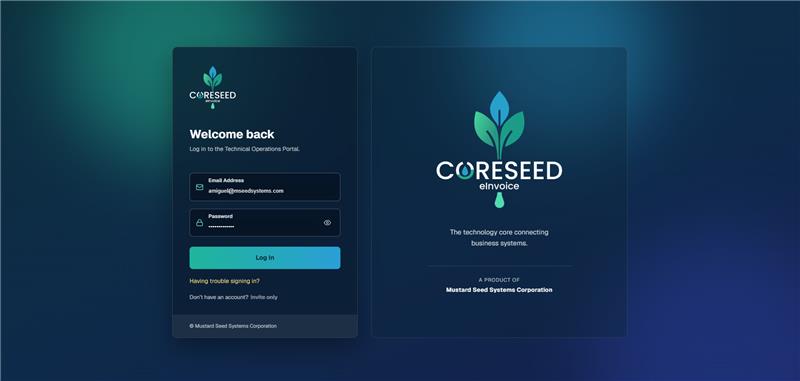 CORESEED
eInvoice
Welcome back
Log in to the Technical Operations Portal.
Email Address
amiguel@mseedsystems.com
Password
Log In
Having trouble signing in?
Don't have an account? Invite only
© Mustard Seed Systems Corporation
CORESEED
eInvoice
The technology core connecting
business systems.
A PRODUCT OF
Mustard Seed Systems Corporation